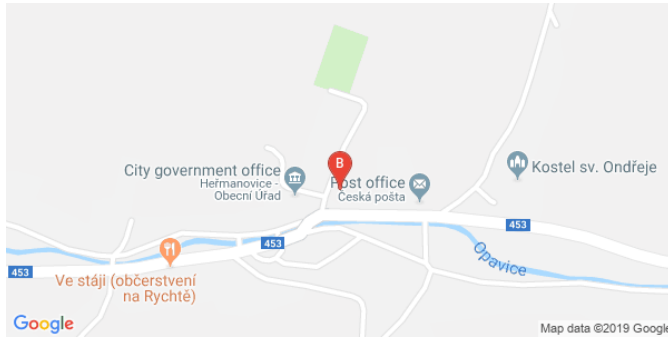 B
City government office
Heřmanovice -
Obecní Úřad
Post office
Česká pošta
Kostel sv. Ondřeje
453
453
453
Opavice
Ve stáji (občerstvení
na Rychtě)
Google
Map data ©2019 Google